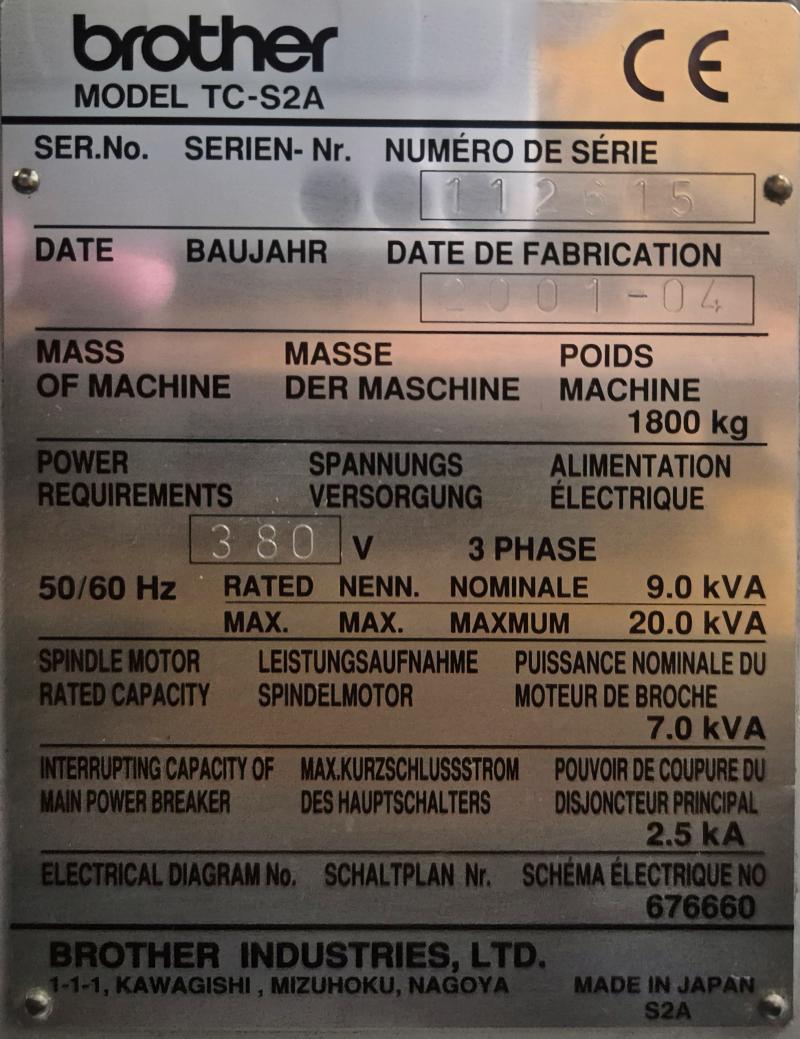 brother
CE
MODEL TC-S2A
SER.No. SERIEN- Nr. NUMÉRO DE SÉRIE
112615
DATE BAUJAHR DATE DE FABRICATION
2001-04
MASS MASSE POIDS
OF MACHINE DER MASCHINE MACHINE
1800 kg
POWER SPANNUNGS ALIMENTATION
REQUIREMENTS VERSORGUNG ÉLECTRIQUE
380 V 3 PHASE
50/60 Hz RATED NENN. NOMINALE 9.0 kVA
MAX. MAX. MAXMUM 20.0 kVA
SPINDLE MOTOR LEISTUNGSAUFNAHME PUISSANCE NOMINALE DU
RATED CAPACITY SPINDELMOTOR MOTEUR DE BROCHE
7.0 kVA
INTERRUPTING CAPACITY OF MAX.KURZSCHLUSSSTROM POUVOIR DE COUPURE DU
MAIN POWER BREAKER DES HAUPTSCHALTERS DISJONCTEUR PRINCIPAL
2.5 kA
ELECTRICAL DIAGRAM No. SCHALTPLAN Nr. SCHÉMA ÉLECTRIQUE NO
676660
BROTHER INDUSTRIES, LTD.
1-1-1, KAWAGISHI , MIZUHOKU, NAGOYA MADE IN JAPAN
S2A